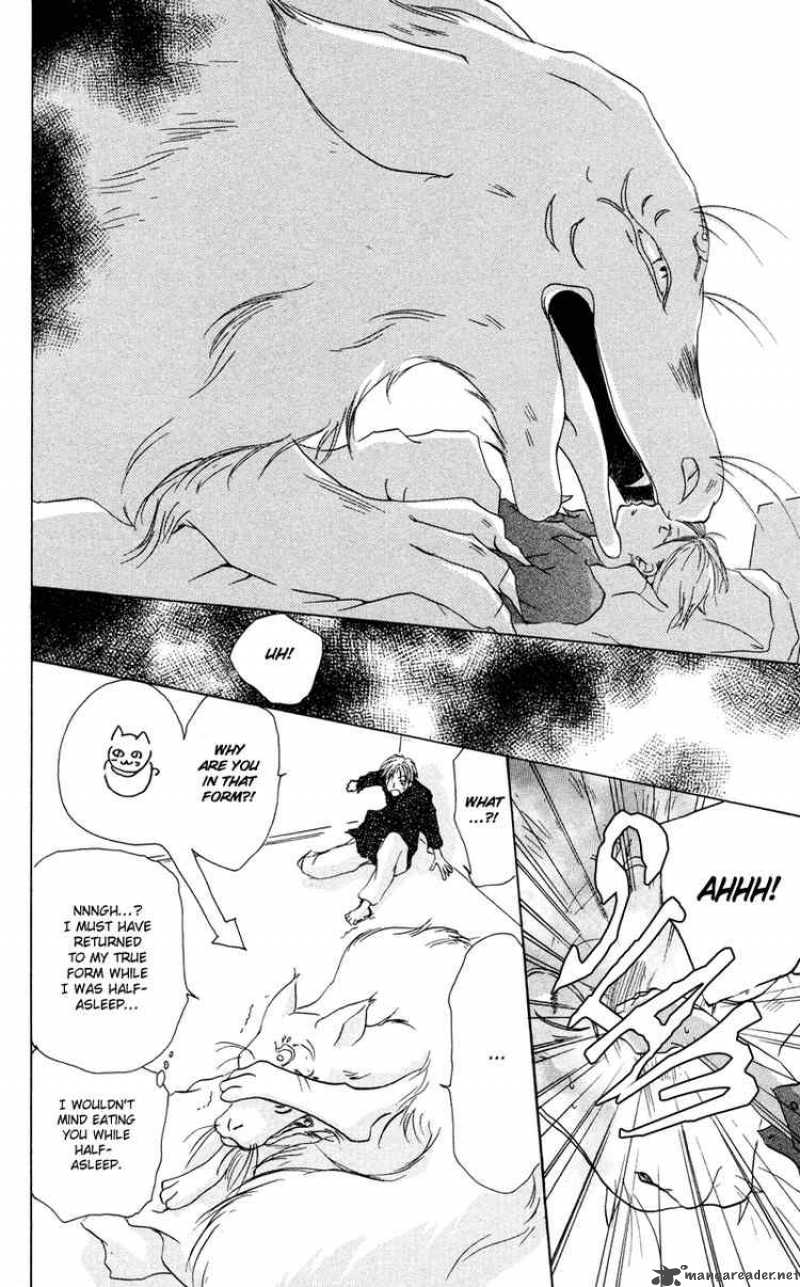 UH!
AHHH!
WHAT
...?!
WHY
ARE YOU
IN THAT
FORM?!
...
NNNGH...?
I MUST HAVE
RETURNED
TO MY TRUE
FORM WHILE
I WAS HALF-
ASLEEP...
I WOULDN'T
MIND EATING
YOU WHILE
HALF-
ASLEEP.
mangareader.net